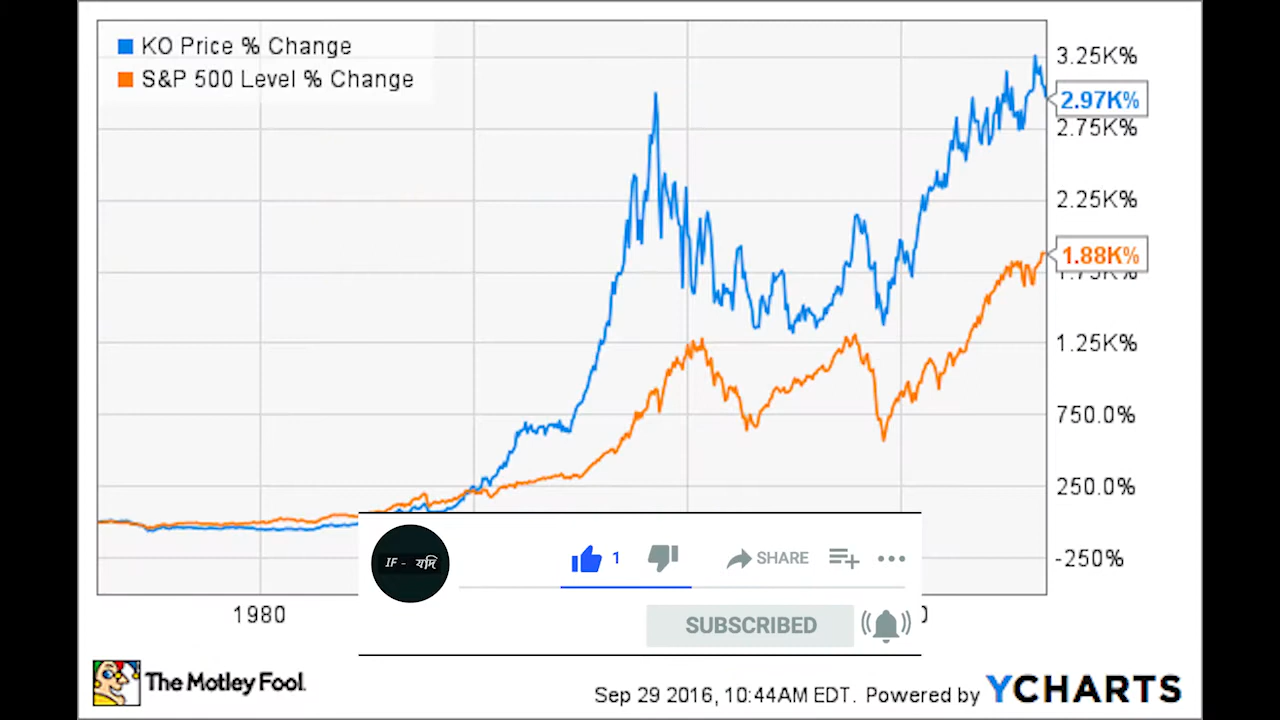 KO Price % Change
S&P 500 Level % Change
3.25K%
2.97K%
2.75K%
2.25K%
1.88K%
1.75K%
1.25K%
750.0%
250.0%
-250%
IF - যদি
1
SHARE
1980
SUBSCRIBED
The Motley Fool.
Sep 29 2016, 10:44AM EDT. Powered by YCHARTS